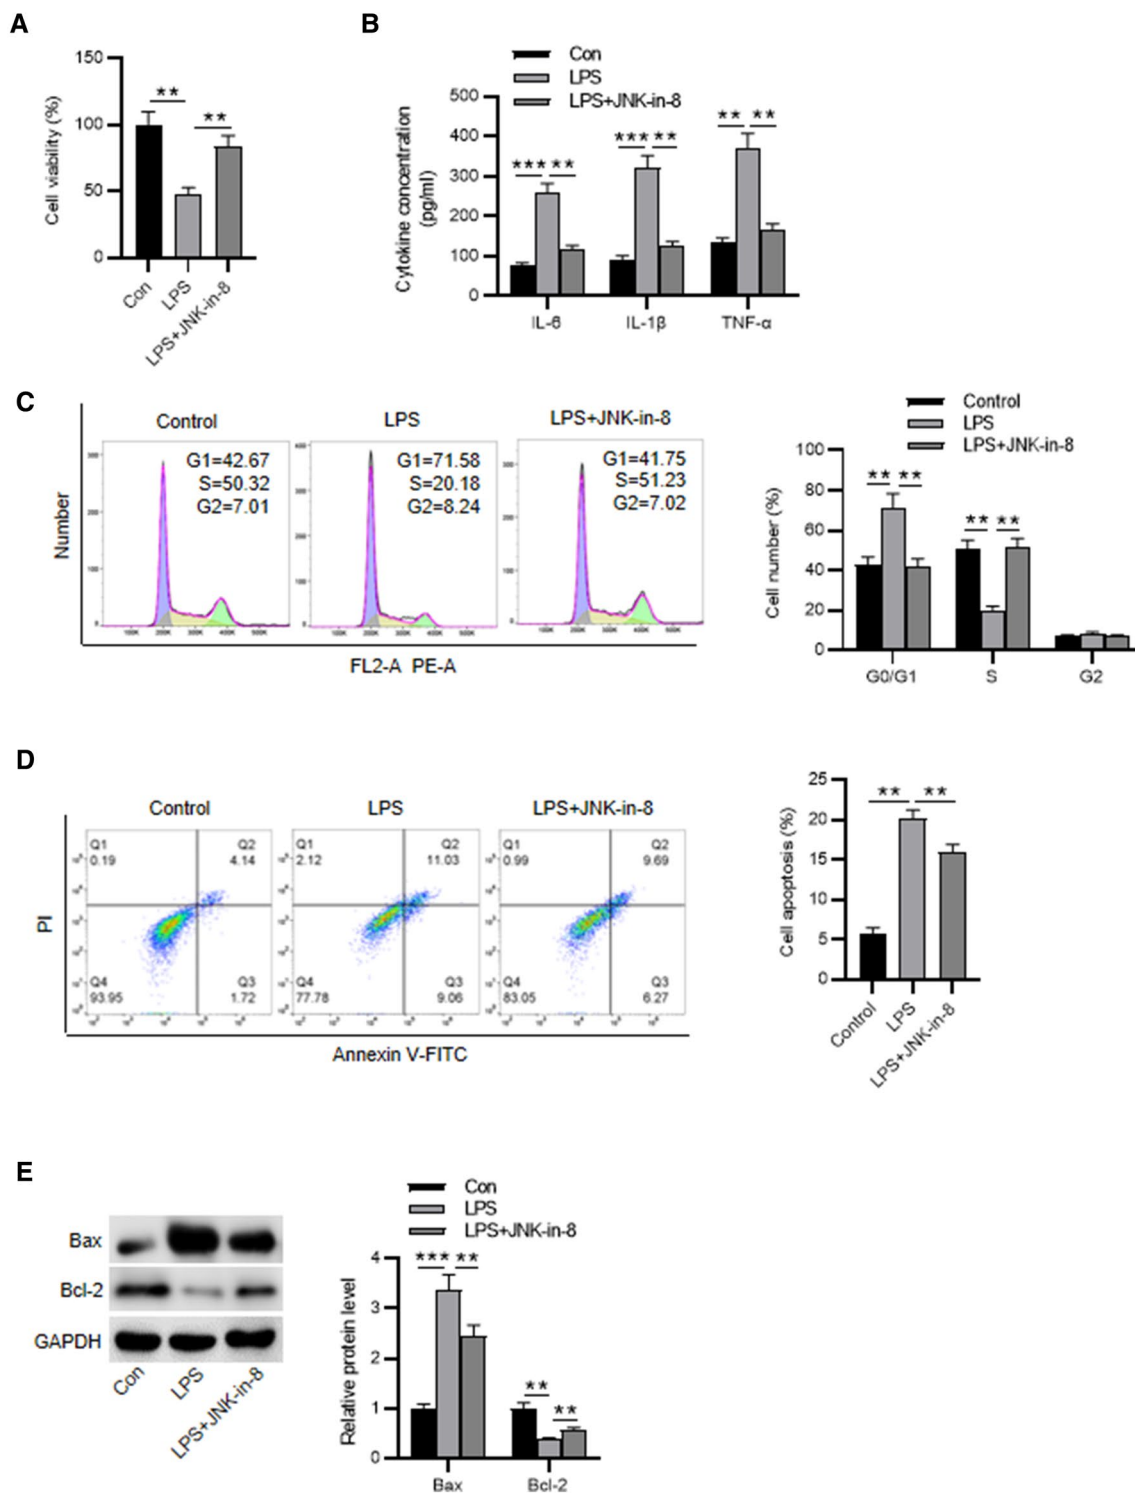 A
B
150
100
50
0
Cell viability (%)
**
**
Con
LPS
LPS+JNK-in-8
Con
LPS
LPS+JNK-in-8
500
400
300
200
100
0
Cytokine concentration
(pg/ml)
*** **
*** **
** **
IL-6
IL-1β
TNF-α
C
Control
LPS
LPS+JNK-in-8
G1=42.67
S=50.32
G2=7.01
G1=71.58
S=20.18
G2=8.24
G1=41.75
S=51.23
G2=7.02
Number
FL2-A PE-A
Control
LPS
LPS+JNK-in-8
100
80
60
40
20
0
Cell number (%)
** **
** **
G0/G1
S
G2
D
Control
LPS
LPS+JNK-in-8
Q1
0.19
Q2
4.14
Q4
93.95
Q3
1.72
Q1
2.12
Q2
11.03
Q4
77.78
Q3
9.06
Q1
0.99
Q2
9.69
Q4
83.05
Q3
6.27
PI
Annexin V-FITC
25
20
15
10
5
0
Cell apoptosis (%)
** **
Control
LPS
LPS+JNK-in-8
E
Bax
Bcl-2
GAPDH
Con
LPS
LPS+JNK-in-8
Con
LPS
LPS+JNK-in-8
4
3
2
1
0
Relative protein level
*** **
**
**
Bax
Bcl-2